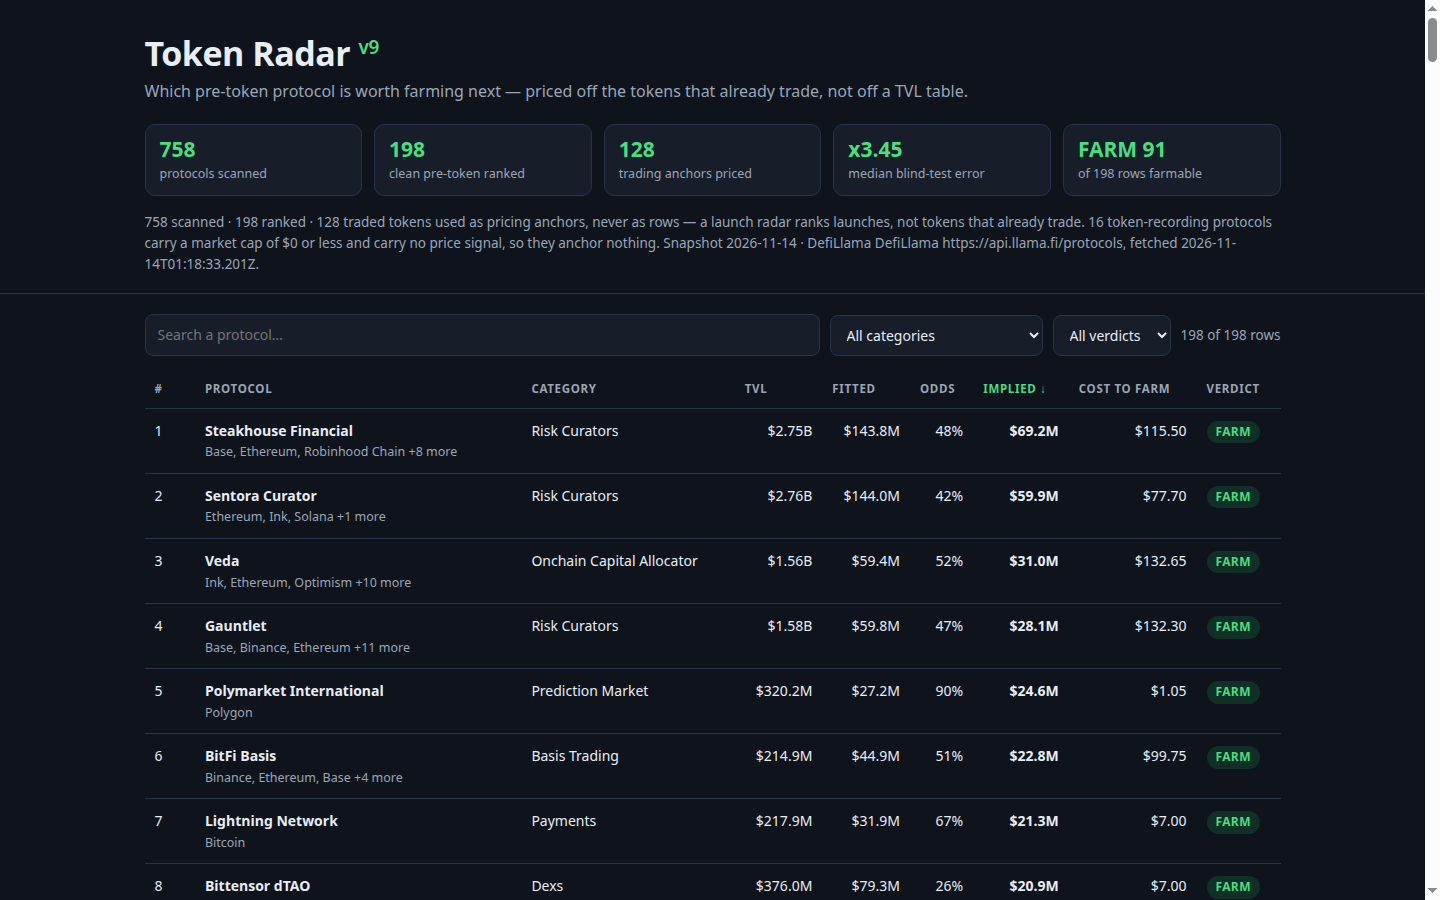 Token Radar v9
Which pre-token protocol is worth farming next — priced off the tokens that already trade, not off a TVL table.
758
protocols scanned
198
clean pre-token ranked
128
trading anchors priced
x3.45
median blind-test error
FARM 91
of 198 rows farmable
758 scanned · 198 ranked · 128 traded tokens used as pricing anchors, never as rows — a launch radar ranks launches, not tokens that already trade. 16 token-recording protocols
carry a market cap of $0 or less and carry no price signal, so they anchor nothing. Snapshot 2026-11-14 · DefiLlama DefiLlama https://api.llama.fi/protocols, fetched 2026-11-
14T01:18:33.201Z.
Search a protocol... All categories All verdicts 198 of 198 rows
# PROTOCOL CATEGORY TVL FITTED ODDS IMPLIED ↓ COST TO FARM VERDICT
1 Steakhouse Financial Risk Curators $2.75B $143.8M 48% $69.2M $115.50 FARM
Base, Ethereum, Robinhood Chain +8 more
2 Sentora Curator Risk Curators $2.76B $144.0M 42% $59.9M $77.70 FARM
Ethereum, Ink, Solana +1 more
3 Veda Onchain Capital Allocator $1.56B $59.4M 52% $31.0M $132.65 FARM
Ink, Ethereum, Optimism +10 more
4 Gauntlet Risk Curators $1.58B $59.8M 47% $28.1M $132.30 FARM
Base, Binance, Ethereum +11 more
5 Polymarket International Prediction Market $320.2M $27.2M 90% $24.6M $1.05 FARM
Polygon
6 BitFi Basis Basis Trading $214.9M $44.9M 51% $22.8M $99.75 FARM
Binance, Ethereum, Base +4 more
7 Lightning Network Payments $217.9M $31.9M 67% $21.3M $7.00 FARM
Bitcoin
8 Bittensor dTAO Dexs $376.0M $79.3M 26% $20.9M $7.00 FARM